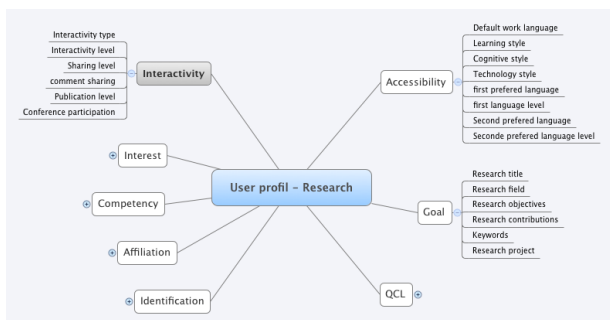 Interactivity type
Interactivity level
Sharing level
comment sharing
Publication level
Conference participation
Interactivity
Interest
Competency
Affiliation
Identification
User profil - Research
Accessibility
Default work language
Learning style
Cognitive style
Technology style
first prefered language
first language level
Second prefered language
Seconde prefered language level
Goal
Research title
Research field
Research objectives
Research contributions
Keywords
Research project
QCL